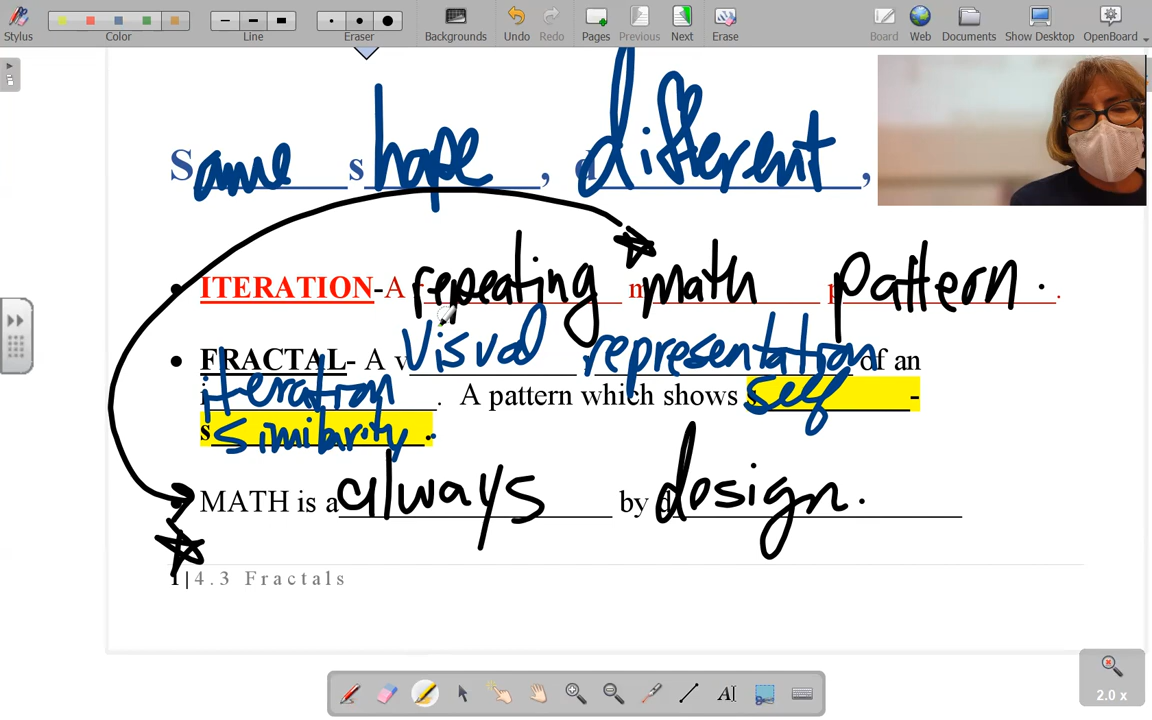 Stylus Color Line Eraser Backgrounds Undo Redo Pages Previous Next Erase Board Web Documents Show Desktop OpenBoard
Same shape, different,
• ITERATION-A repeating math pattern.
• FRACTAL- A visual representation of an
iteration. A pattern which shows self-
similarity.
• MATH is a always by design.
1|4.3 Fractals
2.0 x